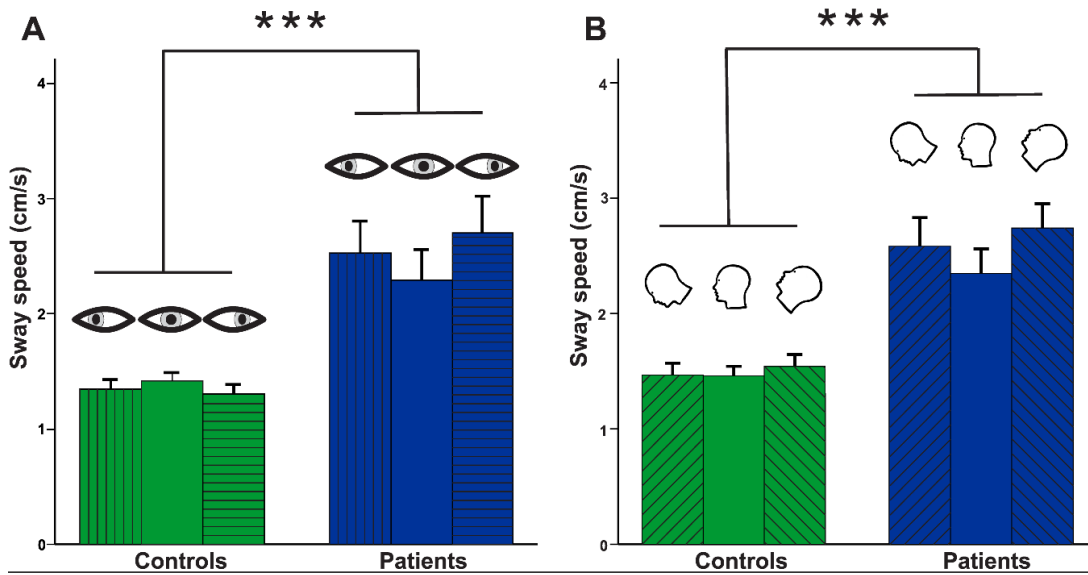 A
***
Sway speed (cm/s)
4
3
2
1
0
Controls
Patients
B
***
Sway speed (cm/s)
4
3
2
1
0
Controls
Patients